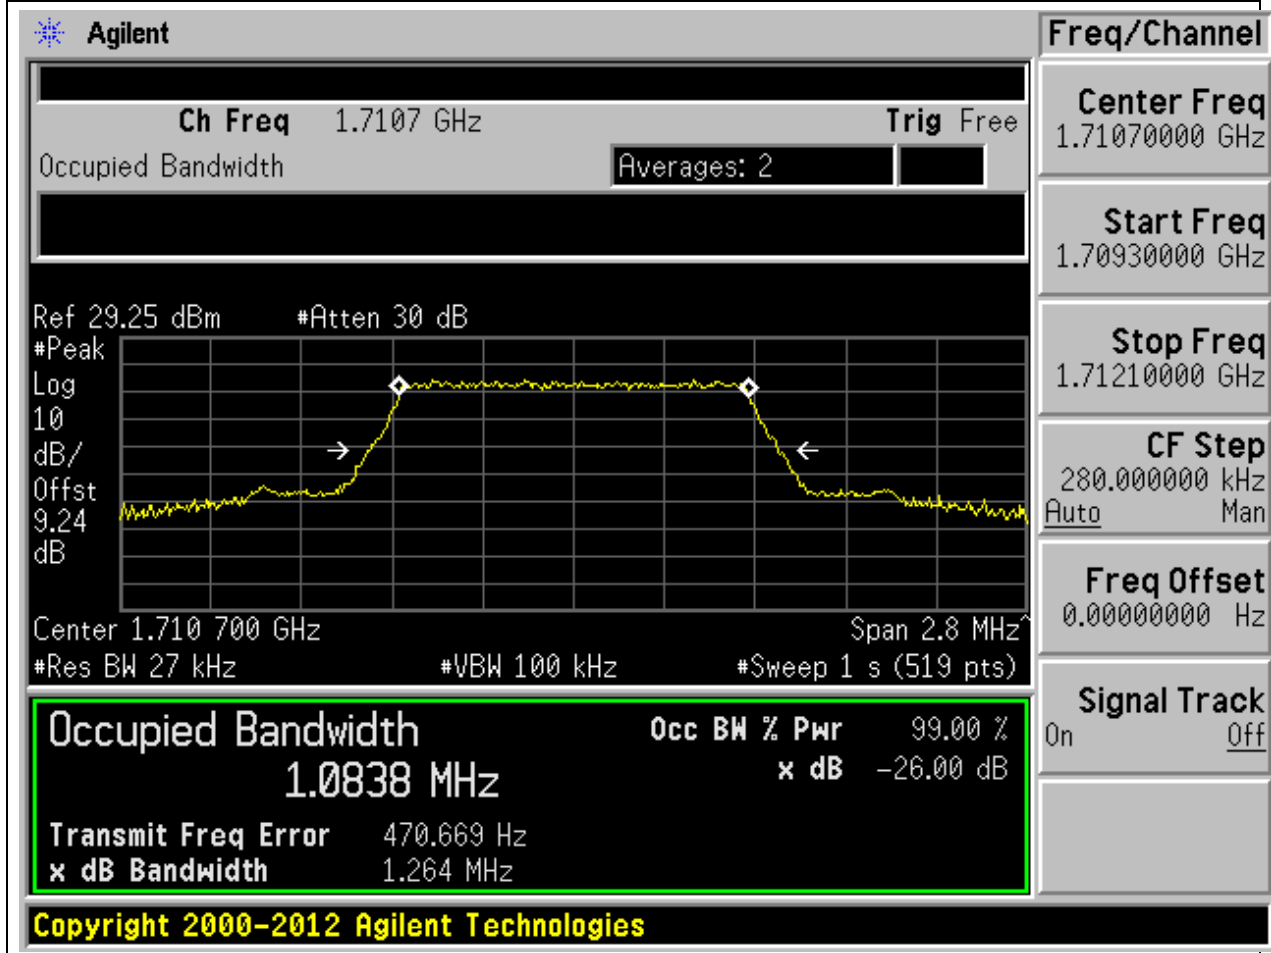 Agilent
Freq/Channel
Ch Freq 1.7107 GHz Trig Free
Occupied Bandwidth Averages: 2
Center Freq
1.71070000 GHz
Start Freq
1.70930000 GHz
Stop Freq
1.71210000 GHz
CF Step
280.000000 kHz
Auto Man
Freq Offset
0.00000000 Hz
Signal Track
On Off
Ref 29.25 dBm #Atten 30 dB
#Peak
Log
10
dB/
Offst
9.24
dB
Center 1.710 700 GHz Span 2.8 MHz^
#Res BW 27 kHz #VBW 100 kHz #Sweep 1 s (519 pts)
Occupied Bandwidth Occ BW % Pwr 99.00 %
1.0838 MHz x dB -26.00 dB
Transmit Freq Error 470.669 Hz
x dB Bandwidth 1.264 MHz
Copyright 2000-2012 Agilent Technologies